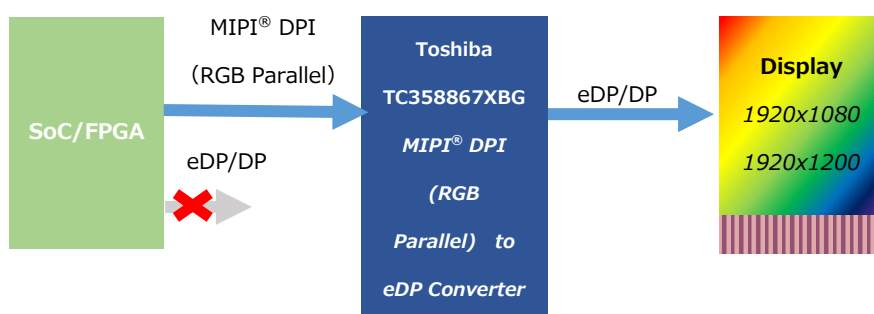 SoC/FPGA
MIPI® DPI
（RGB Parallel）
eDP/DP
Toshiba
TC358867XBG
MIPI® DPI
(RGB
Parallel) to
eDP Converter
eDP/DP
Display
1920x1080
1920x1200